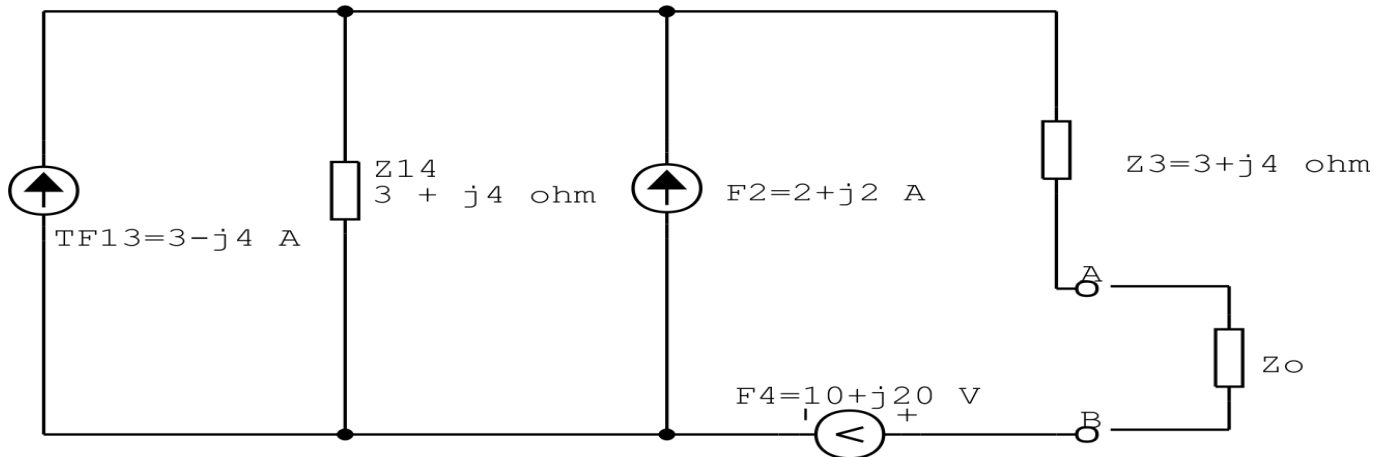 Z14
3 + j4 ohm
TF13=3-j4 A
F2=2+j2 A
Z3=3+j4 ohm
A
Zo
F4=10+j20 V
- +
<
B